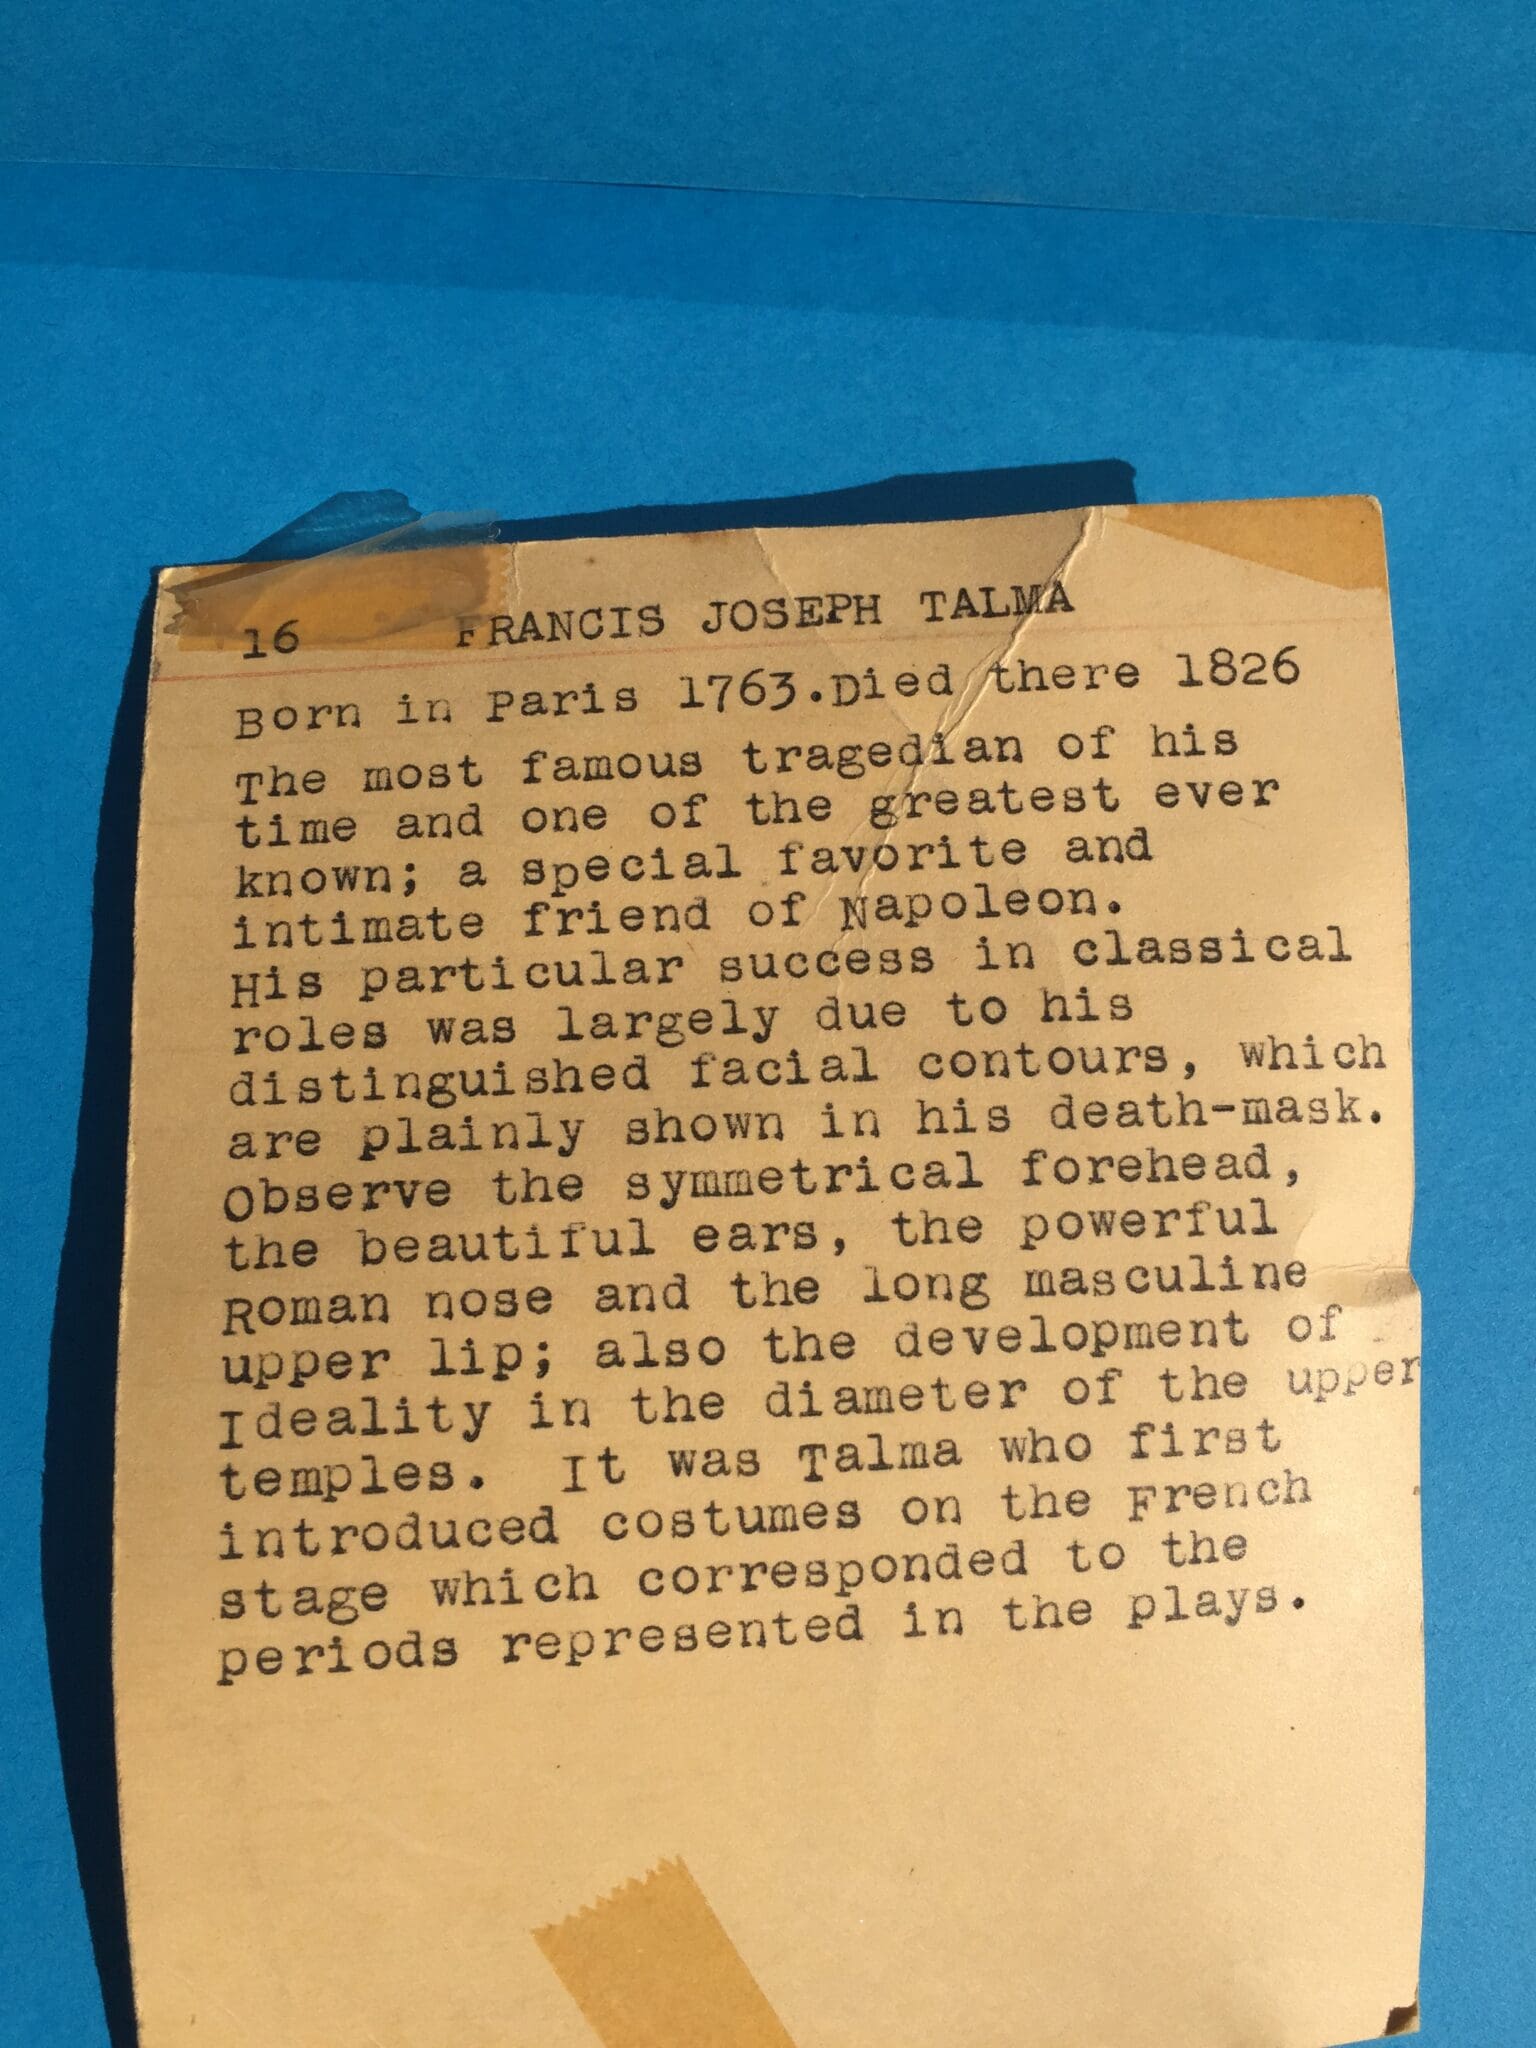 16 FRANCIS JOSEPH TALMA
Born in Paris 1763.Died there 1826
The most famous tragedian of his
time and one of the greatest ever
known; a special favorite and
intimate friend of Napoleon.
His particular success in classical
roles was largely due to his
distinguished facial contours, which
are plainly shown in his death-mask.
Observe the symmetrical forehead,
the beautiful ears, the powerful
Roman nose and the long masculine
upper lip; also the development of
Ideality in the diameter of the upper
temples. It was Talma who first
introduced costumes on the French
stage which corresponded to the
periods represented in the plays.